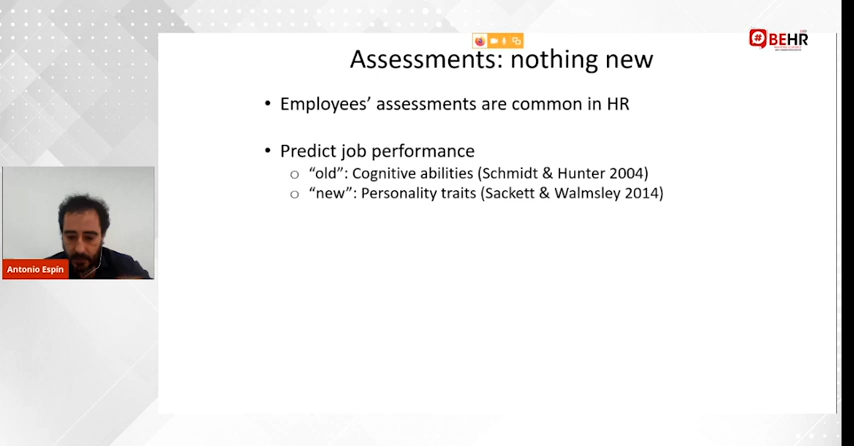 #BEHR
Assessments: nothing new
• Employees’ assessments are common in HR
• Predict job performance
o “old”: Cognitive abilities (Schmidt & Hunter 2004)
o “new”: Personality traits (Sackett & Walmsley 2014)
Antonio Espín